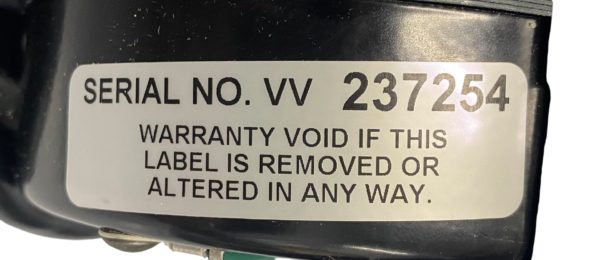 SERIAL NO. VV 237254
WARRANTY VOID IF THIS
LABEL IS REMOVED OR
ALTERED IN ANY WAY.